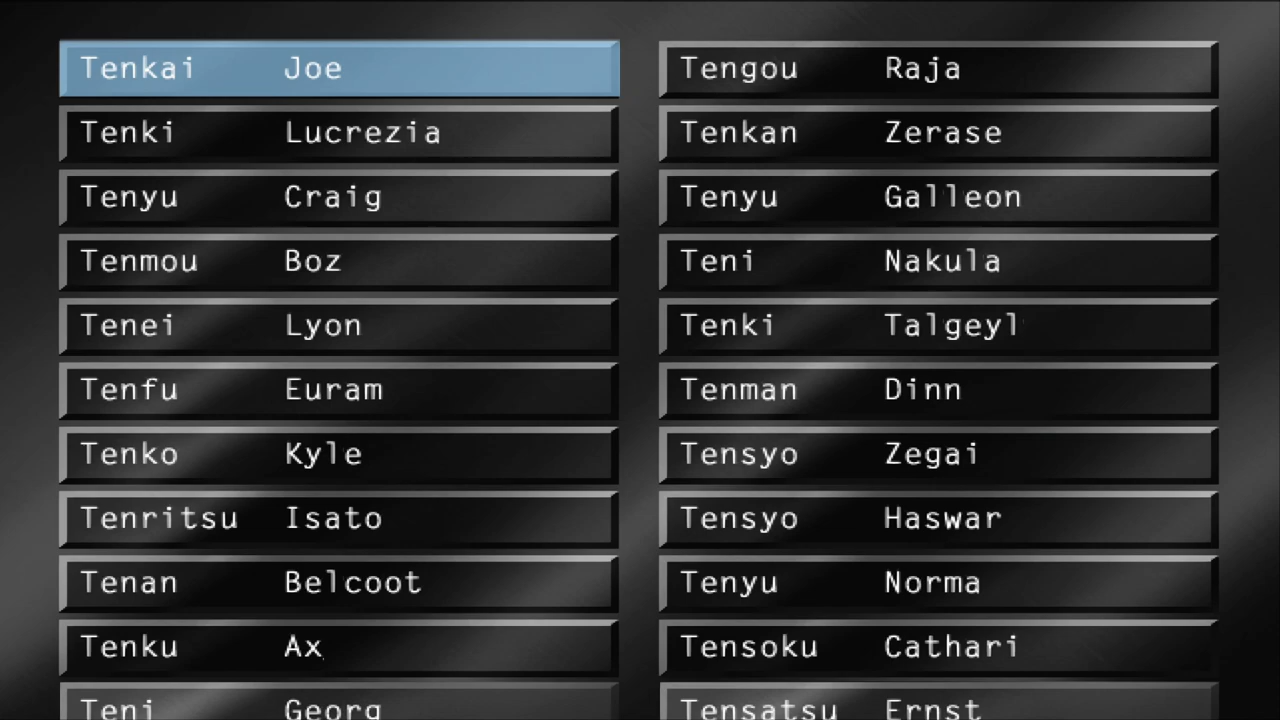 Tenkai Joe Tengou Raja
Tenki Lucrezia Tenkan Zerase
Tenyu Craig Tenyu Galleon
Tenmou Boz Teni Nakula
Tenei Lyon Tenki Talgeyl
Tenfu Euram Tenman Dinn
Tenko Kyle Tensyo Zegai
Tenritsu Isato Tensyo Haswar
Tenan Belcoot Tenyu Norma
Tenku Ax Tensoku Cathari
Teni Georg Tensatsu Ernst